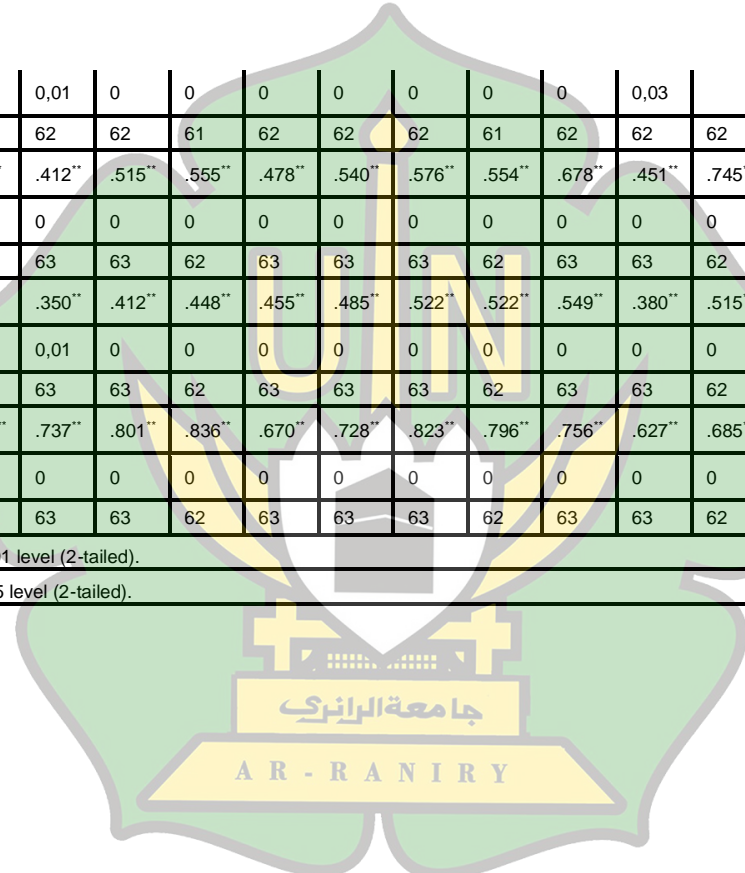 0,01 0 0 0 0 0 0 0 0,03
62 62 61 62 62 62 61 62 62 62
.412** .515** .555** .478** .540** .576** .554** .678** .451** .745*
0 0 0 0 0 0 0 0 0 0
63 63 62 63 63 63 62 63 63 62
.350** .412** .448** .455** .485** .522** .522** .549** .380** .515*
0,01 0 0 0 0 0 0 0 0 0
63 63 62 63 63 63 62 63 63 62
.737** .801** .836** .670** .728** .823** .796** .756** .627** .685*
0 0 0 0 0 0 0 0 0 0
63 63 62 63 63 63 62 63 63 62
1 level (2-tailed).
5 level (2-tailed).
UIN
جامعة الرانري
AR-RANIRY